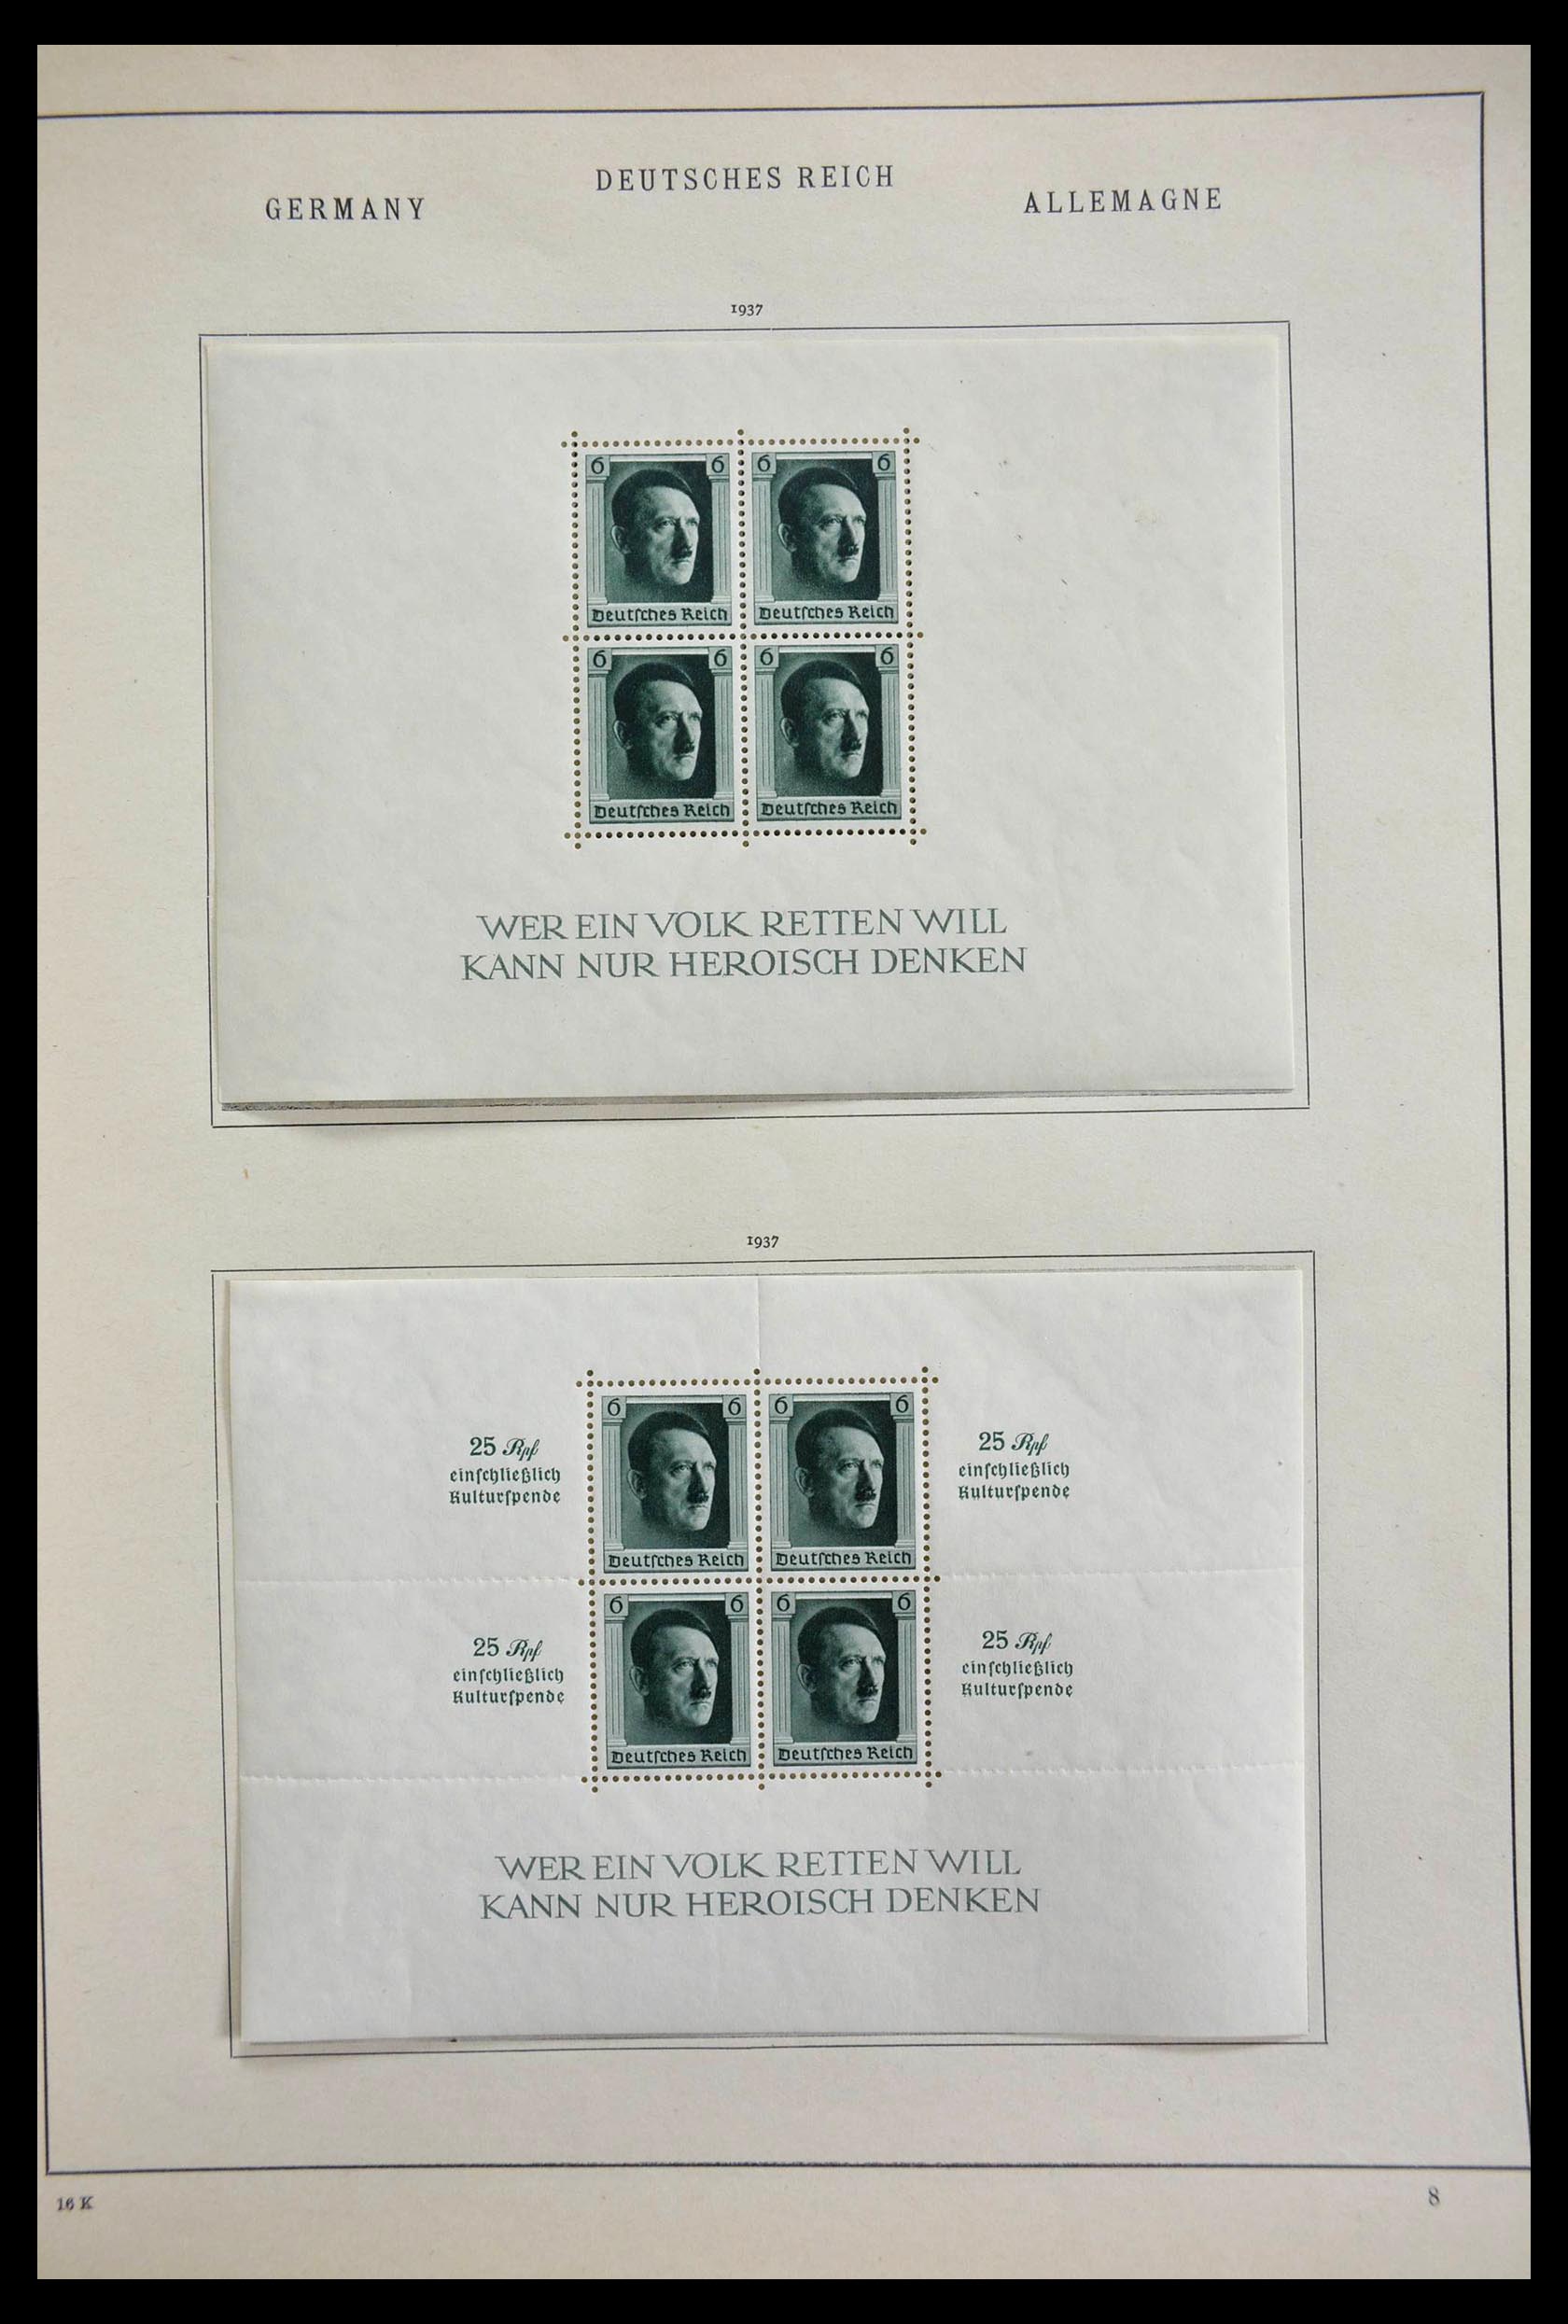 DEUTSCHES REICH
GERMANY
ALLEMAGNE
1937
6 6 6 6
Deutſches Reich Deutſches Reich
6 6 6 6
Deutſches Reich Deutſches Reich
WER EIN VOLK RETTEN WILL
KANN NUR HEROISCH DENKEN
1937
6 6 6 6
25 Rpf
einſchließlich
Kulturſpende
25 Rpf
einſchließlich
Kulturſpende
Deutſches Reich Deutſches Reich
6 6 6 6
25 Rpf
einſchließlich
Kulturſpende
25 Rpf
einſchließlich
Kulturſpende
Deutſches Reich Deutſches Reich
WER EIN VOLK RETTEN WILL
KANN NUR HEROISCH DENKEN
16 K
8